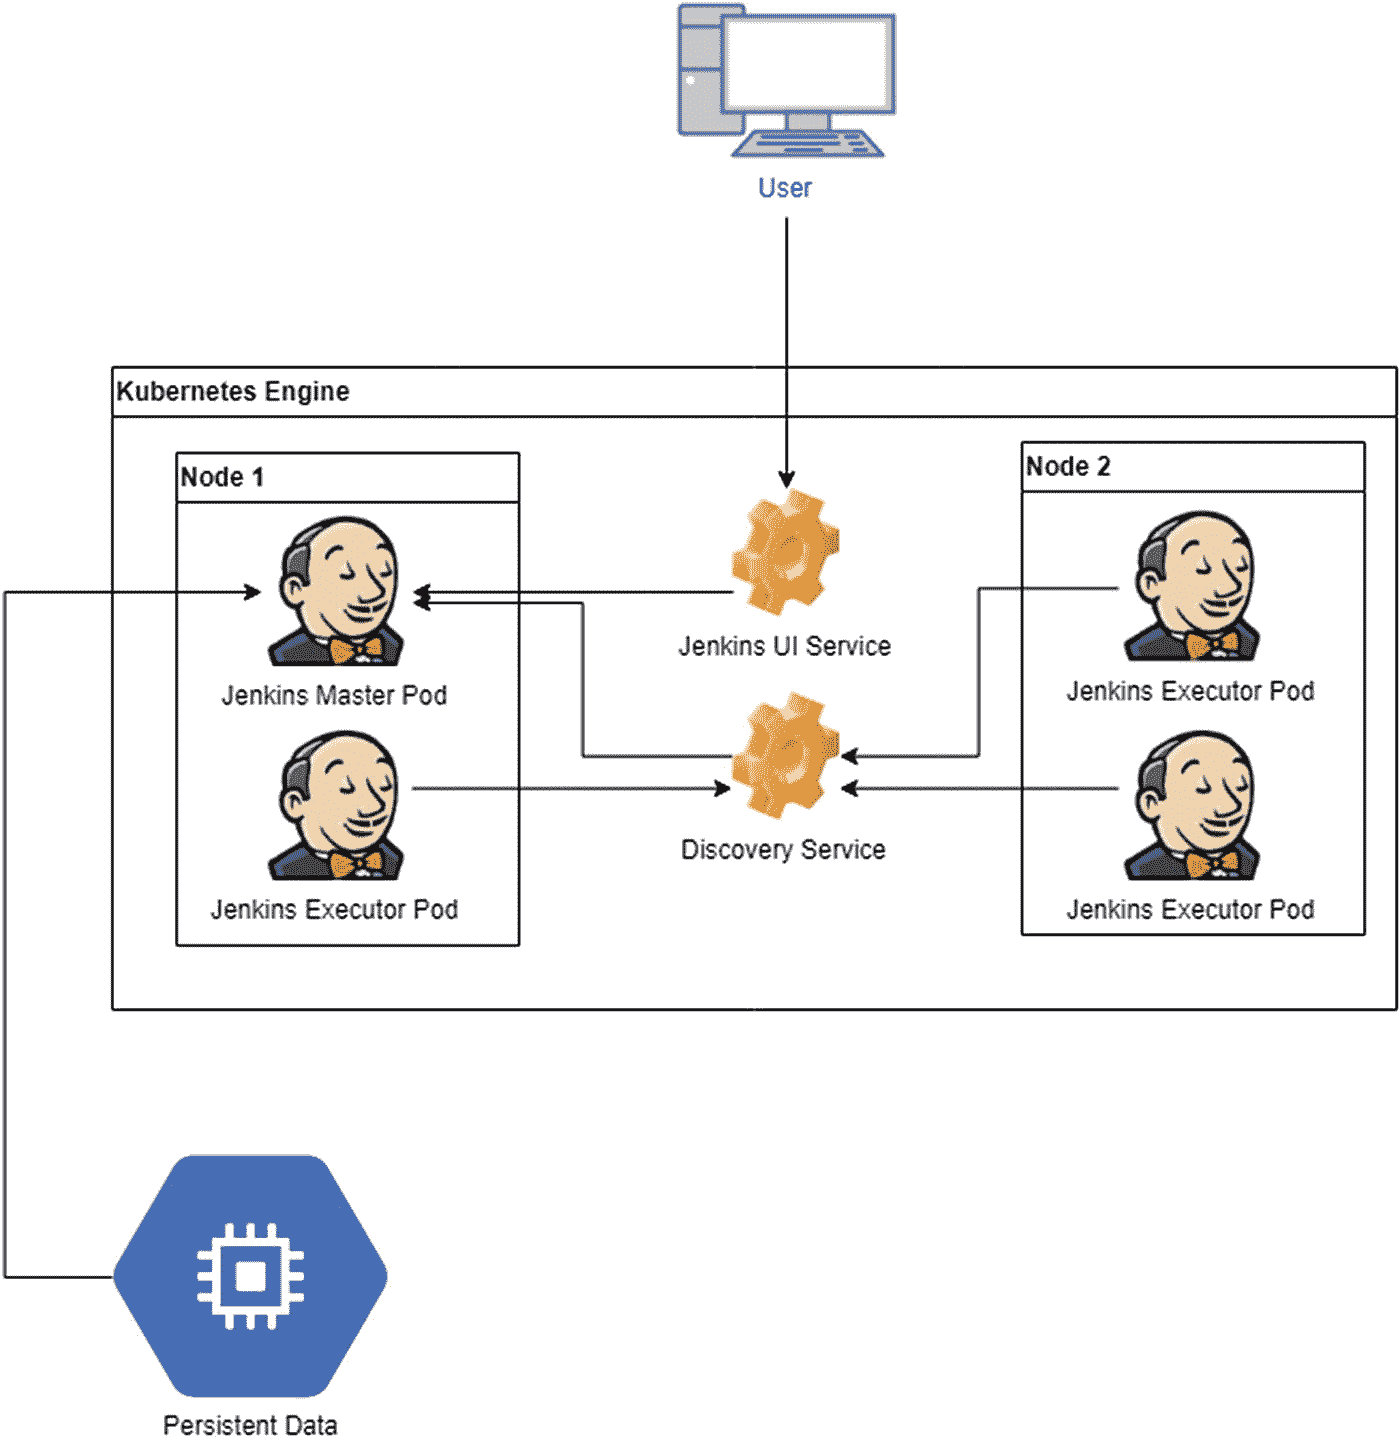 User
Kubernetes Engine
Node 1
Node 2
Jenkins UI Service
Jenkins Master Pod
Jenkins Executor Pod
Discovery Service
Jenkins Executor Pod
Jenkins Executor Pod
Persistent Data